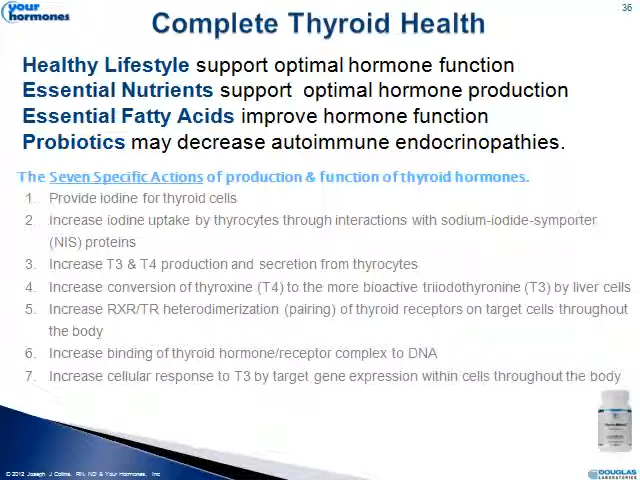 your
hormones
36
Complete Thyroid Health
Healthy Lifestyle support optimal hormone function
Essential Nutrients support optimal hormone production
Essential Fatty Acids improve hormone function
Probiotics may decrease autoimmune endocrinopathies.
The Seven Specific Actions of production & function of thyroid hormones.
1. Provide iodine for thyroid cells
2. Increase iodine uptake by thyrocytes through interactions with sodium-iodide-symporter
(NIS) proteins
3. Increase T3 & T4 production and secretion from thyrocytes
4. Increase conversion of thyroxine (T4) to the more bioactive triiodothyronine (T3) by liver cells
5. Increase RXR/TR heterodimerization (pairing) of thyroid receptors on target cells throughout
the body
6. Increase binding of thyroid hormone/receptor complex to DNA
7. Increase cellular response to T3 by target gene expression within cells throughout the body
© 2012 Joseph J Collins, RN, ND & Your Hormones, Inc
DOUGLAS
LABORATORIES